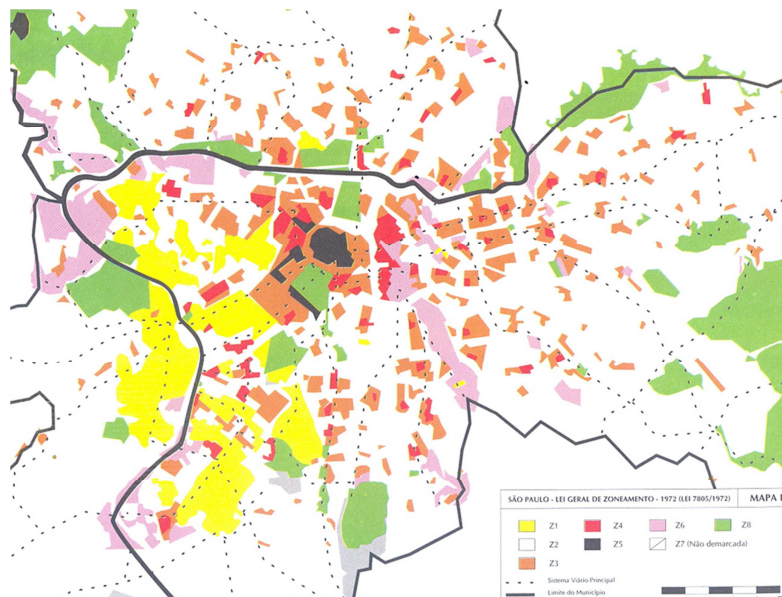 SÃO PAULO - LEI GERAL DE ZONEAMENTO - 1972 (LEI 7805/1972)
MAPA
Z1 Z4 Z6 Z8
Z2 Z5 Z7 (Não demarcada)
Z3
Sistema Viário Principal
Limite do Município